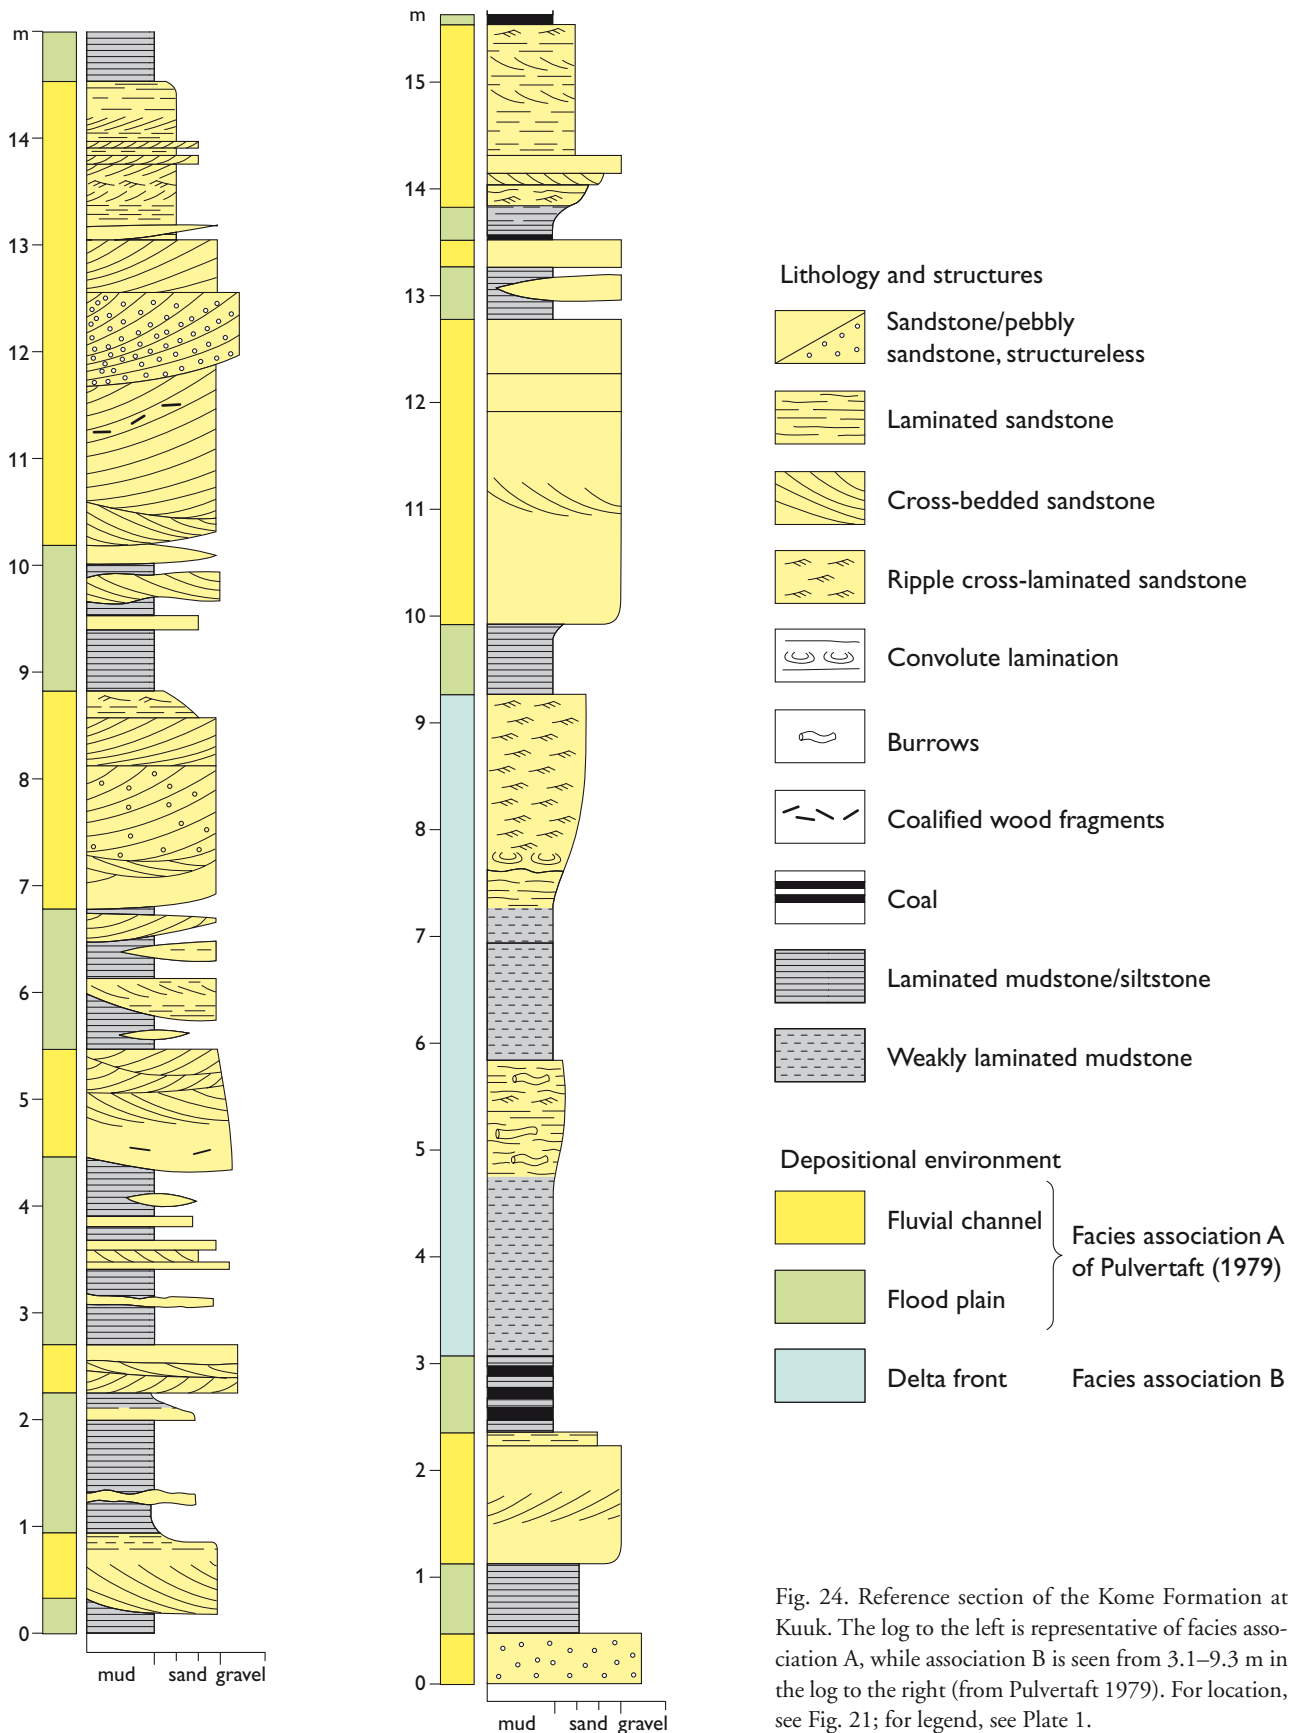 m
14
13
12
11
10
9
8
7
6
5
4
3
2
1
0
mud
sand
gravel
m
15
14
13
12
11
10
9
8
7
6
5
4
3
2
1
0
mud
sand
gravel
Lithology and structures
Sandstone/pebbly
sandstone, structureless
Laminated sandstone
Cross-bedded sandstone
Ripple cross-laminated sandstone
Convolute lamination
Burrows
Coalified wood fragments
Coal
Laminated mudstone/siltstone
Weakly laminated mudstone
Depositional environment
Fluvial channel
Flood plain
Facies association A
of Pulvertaft (1979)
Delta front
Facies association B
Fig. 24. Reference section of the Kome Formation at
Kuuk. The log to the left is representative of facies asso-
ciation A, while association B is seen from 3.1–9.3 m in
the log to the right (from Pulvertaft 1979). For location,
see Fig. 21; for legend, see Plate 1.